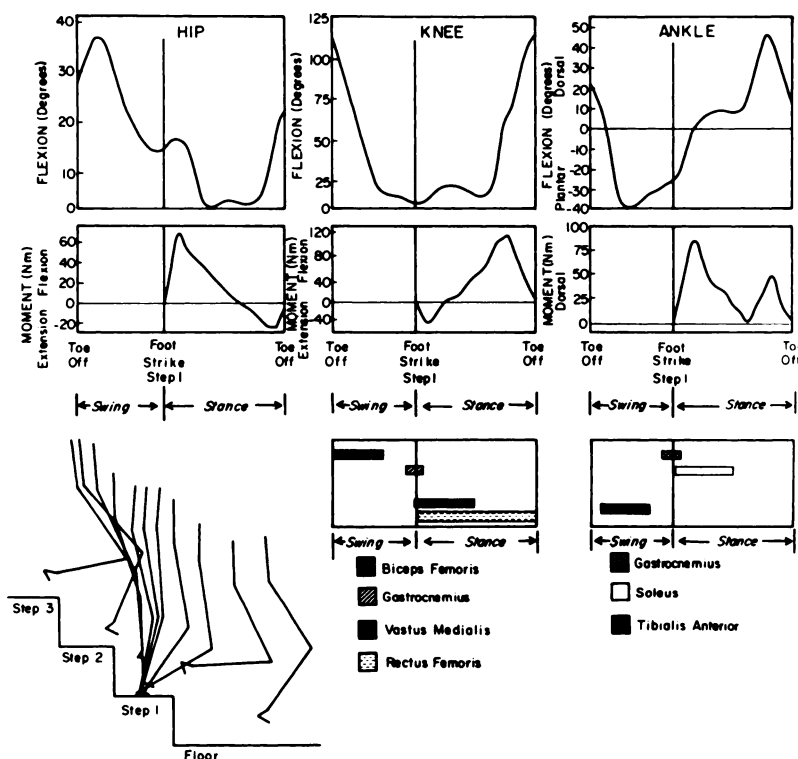 HIP
40
30
20
10
0
FLEXION (Degrees)
KNEE
125
100
75
50
25
0
FLEXION (Degrees)
ANKLE
50
40
30
20
10
0
-10
-20
-30
-40
FLEXION (Degrees)
Plantar Dorsal
60
40
20
0
-20
MOMENT (Nm)
Extension Flexion
120
80
40
0
-40
MOMENT (Nm)
Extension Flexion
100
75
50
25
0
MOMENT (Nm)
Dorsal
Toe Off
Foot Strike Step 1
Toe Off
Toe Off
Foot Strike Step 1
Toe Off
Toe Off
Foot Strike Step 1
To Off
Swing Stance
Swing Stance
Swing Stance
Swing Stance
Swing Stance
Biceps Femoris
Gastrocnemius
Vastus Medialis
Rectus Femoris
Gastrocnemius
Soleus
Tibialis Anterior
Step 3
Step 2
Step 1
Floor